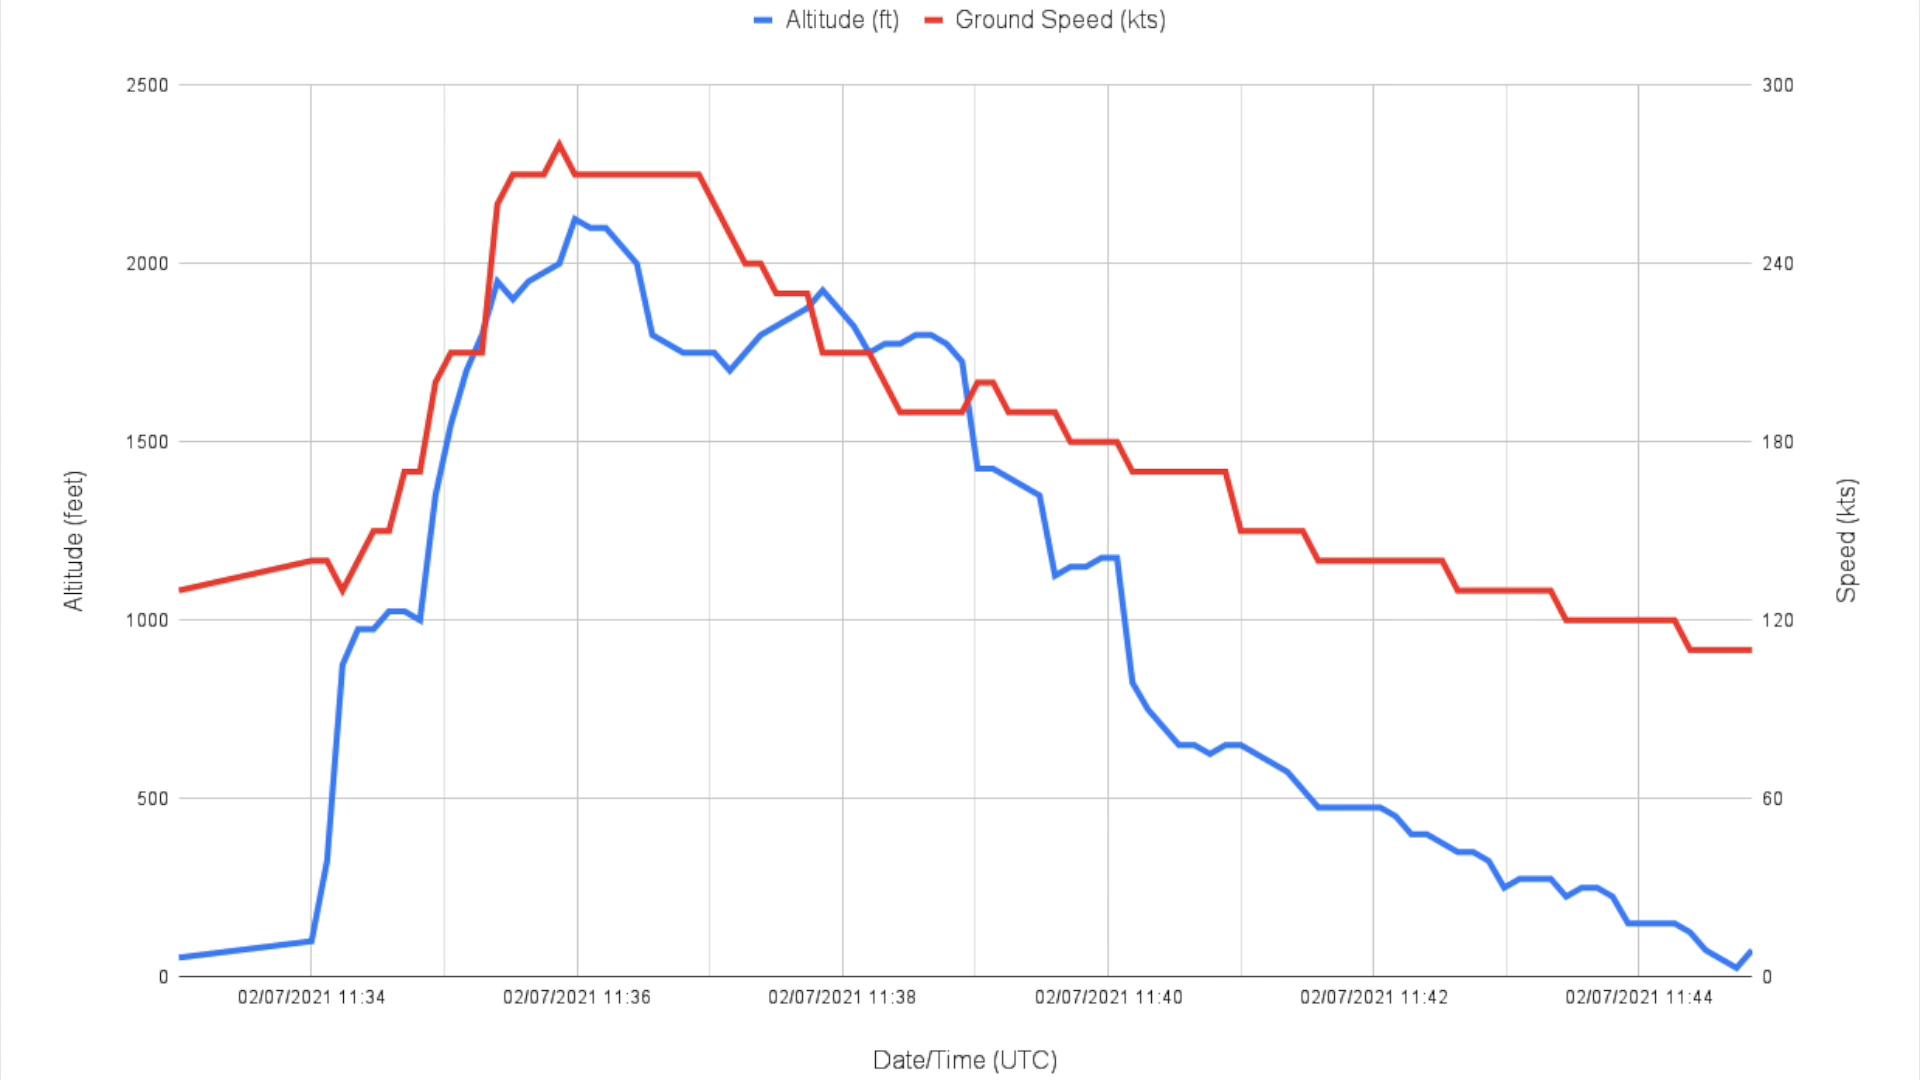 Altitude (ft) Ground Speed (kts)
2500 300
2000 240
1500 180
1000 120
500 60
0 0
Altitude (feet)
Speed (kts)
02/07/2021 11:34 02/07/2021 11:36 02/07/2021 11:38 02/07/2021 11:40 02/07/2021 11:42 02/07/2021 11:44
Date/Time (UTC)